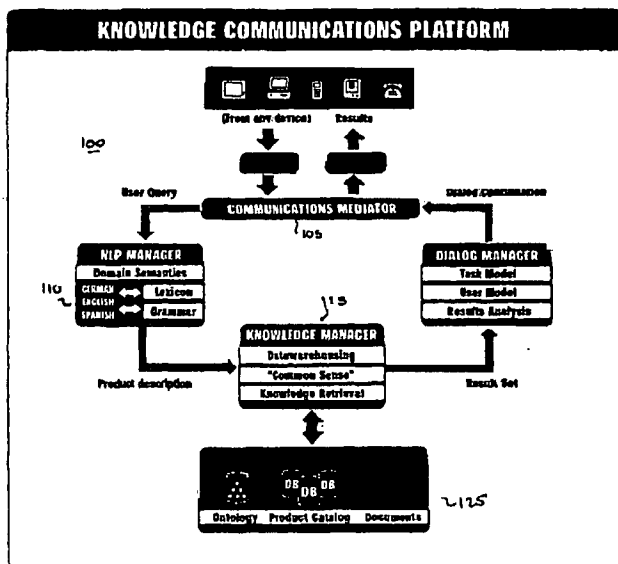 KNOWLEDGE COMMUNICATIONS PLATFORM
(from any device) Results
100
User Query
COMMUNICATIONS MEDIATOR
105
NLP MANAGER
Domain Semantics
GERMAN
ENGLISH
SPANISH
Lexicon
Grammar
110
DIALOG MANAGER
Task Model
User Model
Results Analysis
115
KNOWLEDGE MANAGER
Datawarehousing
"Common Sense"
Knowledge Retrieval
Product description
Result Set
DB DB DB
Ontology Product Catalog Documents
125